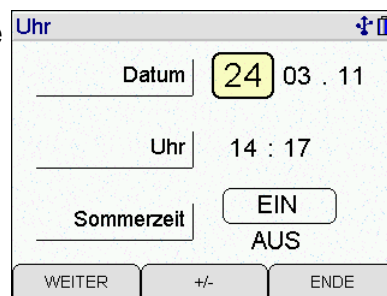 Uhr
Datum 24 03 . 11
Uhr 14 : 17
Sommerzeit EIN
AUS
WEITER +/- ENDE